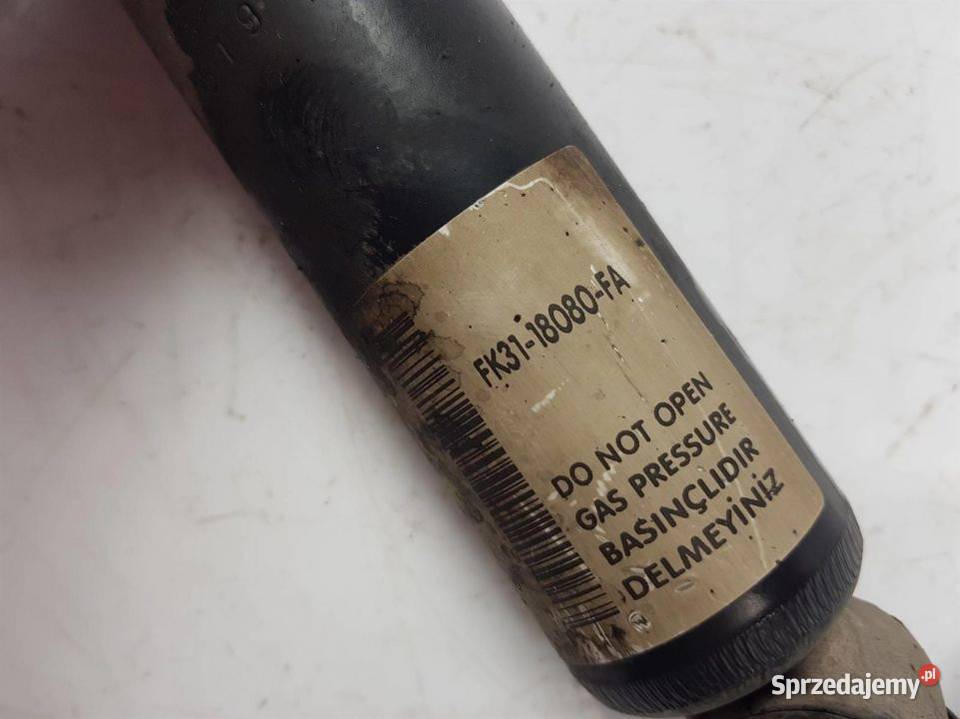 FK31-18080-FA
DO NOT OPEN
GAS PRESSURE
BASINÇLIDIR
DELMEYİNİZ
Sprzedajemy.pl